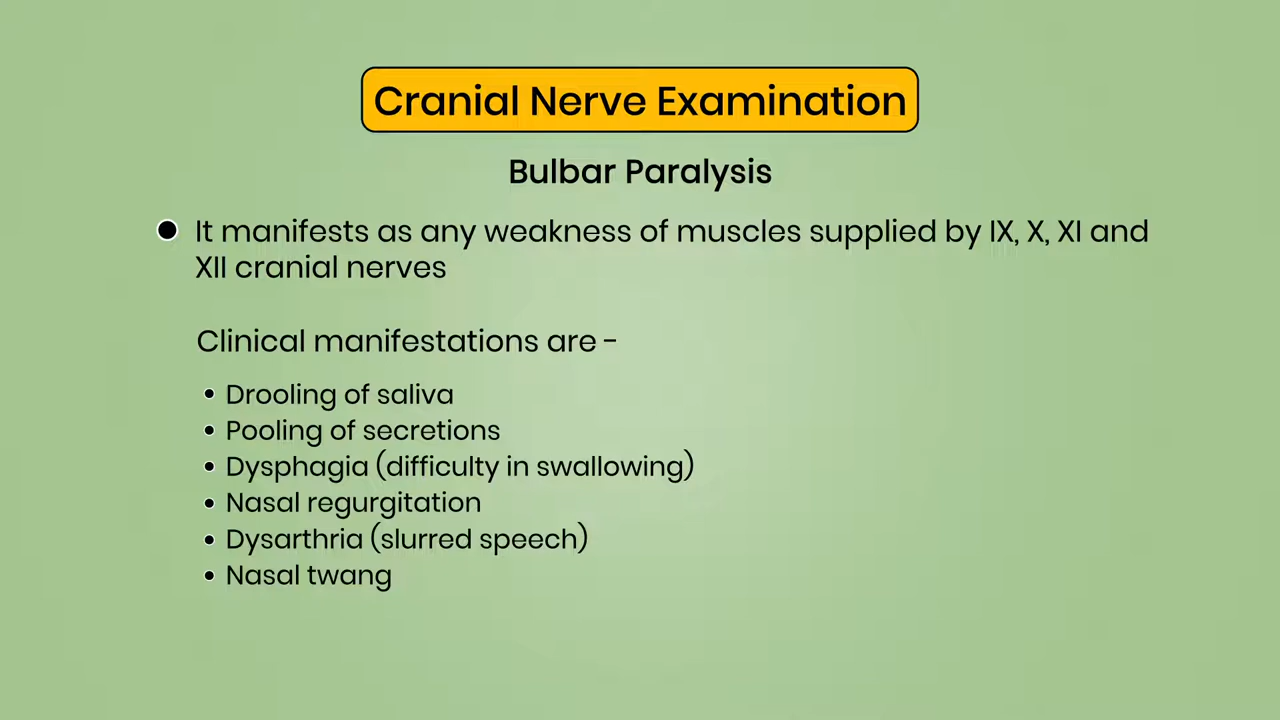 Cranial Nerve Examination
Bulbar Paralysis
● It manifests as any weakness of muscles supplied by IX, X, XI and
XII cranial nerves
Clinical manifestations are -
• Drooling of saliva
• Pooling of secretions
• Dysphagia (difficulty in swallowing)
• Nasal regurgitation
• Dysarthria (slurred speech)
• Nasal twang